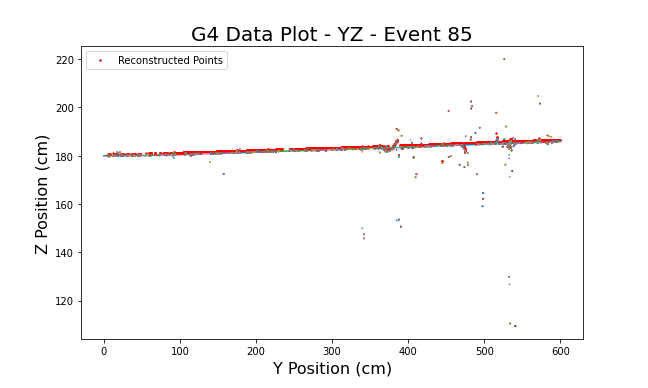 G4 Data Plot - YZ - Event 85
Reconstructed Points
Z Position (cm)
220
200
180
160
140
120
0 100 200 300 400 500 600
Y Position (cm)